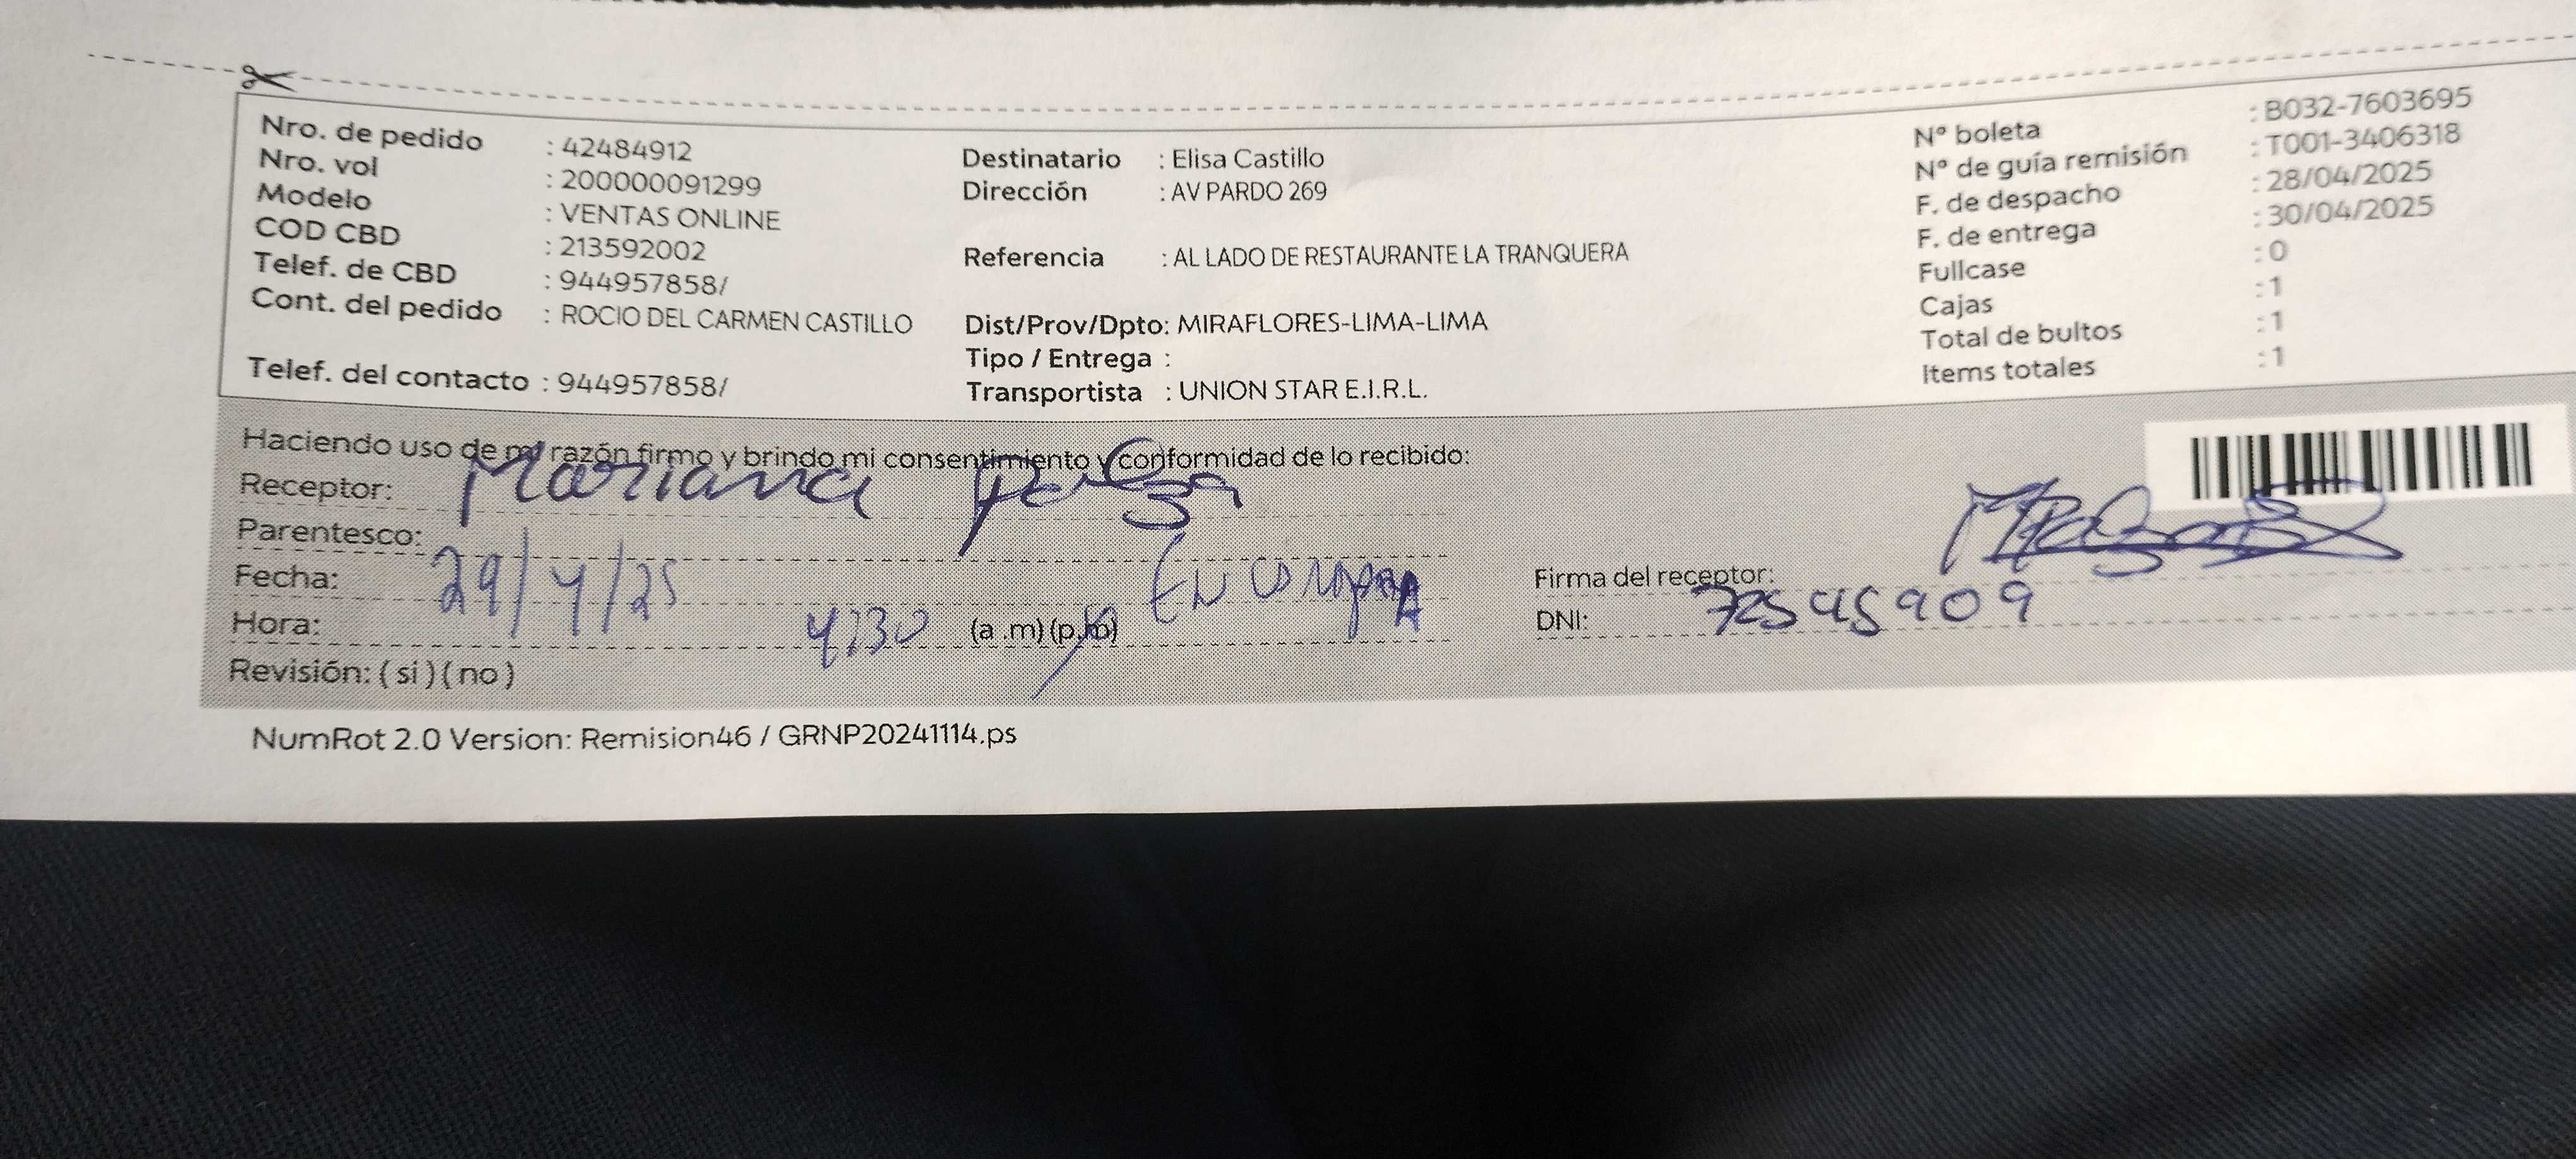 Nro. de pedido : 42484912
Nro. vol : 200000091299
Modelo : VENTAS ONLINE
COD CBD : 213592002
Telef. de CBD : 944957858/
Cont. del pedido : ROCIO DEL CARMEN CASTILLO
Telef. del contacto : 944957858/
Destinatario : Elisa Castillo
Dirección : AV PARDO 269
Referencia : AL LADO DE RESTAURANTE LA TRANQUERA
Dist/Prov/Dpto: MIRAFLORES-LIMA-LIMA
Tipo / Entrega :
Transportista : UNION STAR E.I.R.L.
Nº boleta : B032-7603695
Nº de guía remisión : T001-3406318
F. de despacho : 28/04/2025
F. de entrega : 30/04/2025
Fullcase : 0
Cajas : 1
Total de bultos : 1
Items totales : 1
Haciendo uso de mi razón firmo y brindo mi consentimiento y conformidad de lo recibido:
Receptor: Mariana
Parentesco:
Fecha: 29/4/25
Hora: 4:30 (a .m) (p.m)
Revisión: ( si ) ( no )
Firma del receptor:
DNI: 72545909
NumRot 2.0 Version: Remision46 / GRNP20241114.ps